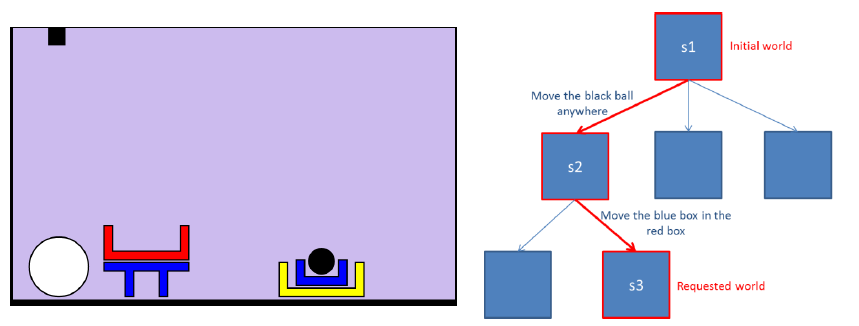 s1
Initial world
Move the black ball
anywhere
s2
Move the blue box in the
red box
s3
Requested world